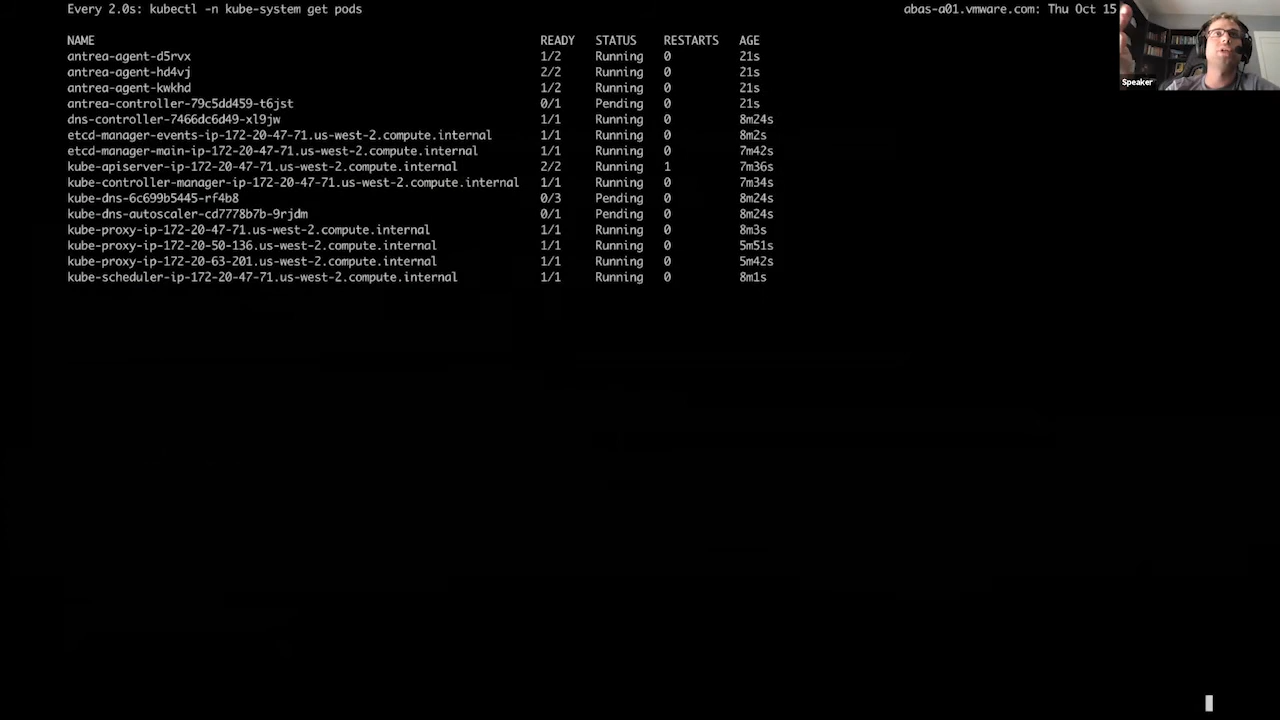 Every 2.0s: kubectl -n kube-system get pods abas-a01.vmware.com: Thu Oct 15
NAME READY STATUS RESTARTS AGE
antrea-agent-d5rvx 1/2 Running 0 21s
antrea-agent-hd4vj 2/2 Running 0 21s
antrea-agent-kwkhd 1/2 Running 0 21s
antrea-controller-79c5dd459-t6jst 0/1 Pending 0 21s
dns-controller-7466dc6d49-xl9jw 1/1 Running 0 8m24s
etcd-manager-events-ip-172-20-47-71.us-west-2.compute.internal 1/1 Running 0 8m2s
etcd-manager-main-ip-172-20-47-71.us-west-2.compute.internal 1/1 Running 0 7m42s
kube-apiserver-ip-172-20-47-71.us-west-2.compute.internal 2/2 Running 1 7m36s
kube-controller-manager-ip-172-20-47-71.us-west-2.compute.internal 1/1 Running 0 7m34s
kube-dns-6c699b5445-rf4b8 0/3 Pending 0 8m24s
kube-dns-autoscaler-cd7778b7b-9rjdm 0/1 Pending 0 8m24s
kube-proxy-ip-172-20-47-71.us-west-2.compute.internal 1/1 Running 0 8m3s
kube-proxy-ip-172-20-50-136.us-west-2.compute.internal 1/1 Running 0 5m51s
kube-proxy-ip-172-20-63-201.us-west-2.compute.internal 1/1 Running 0 5m42s
kube-scheduler-ip-172-20-47-71.us-west-2.compute.internal 1/1 Running 0 8m1s
Speaker